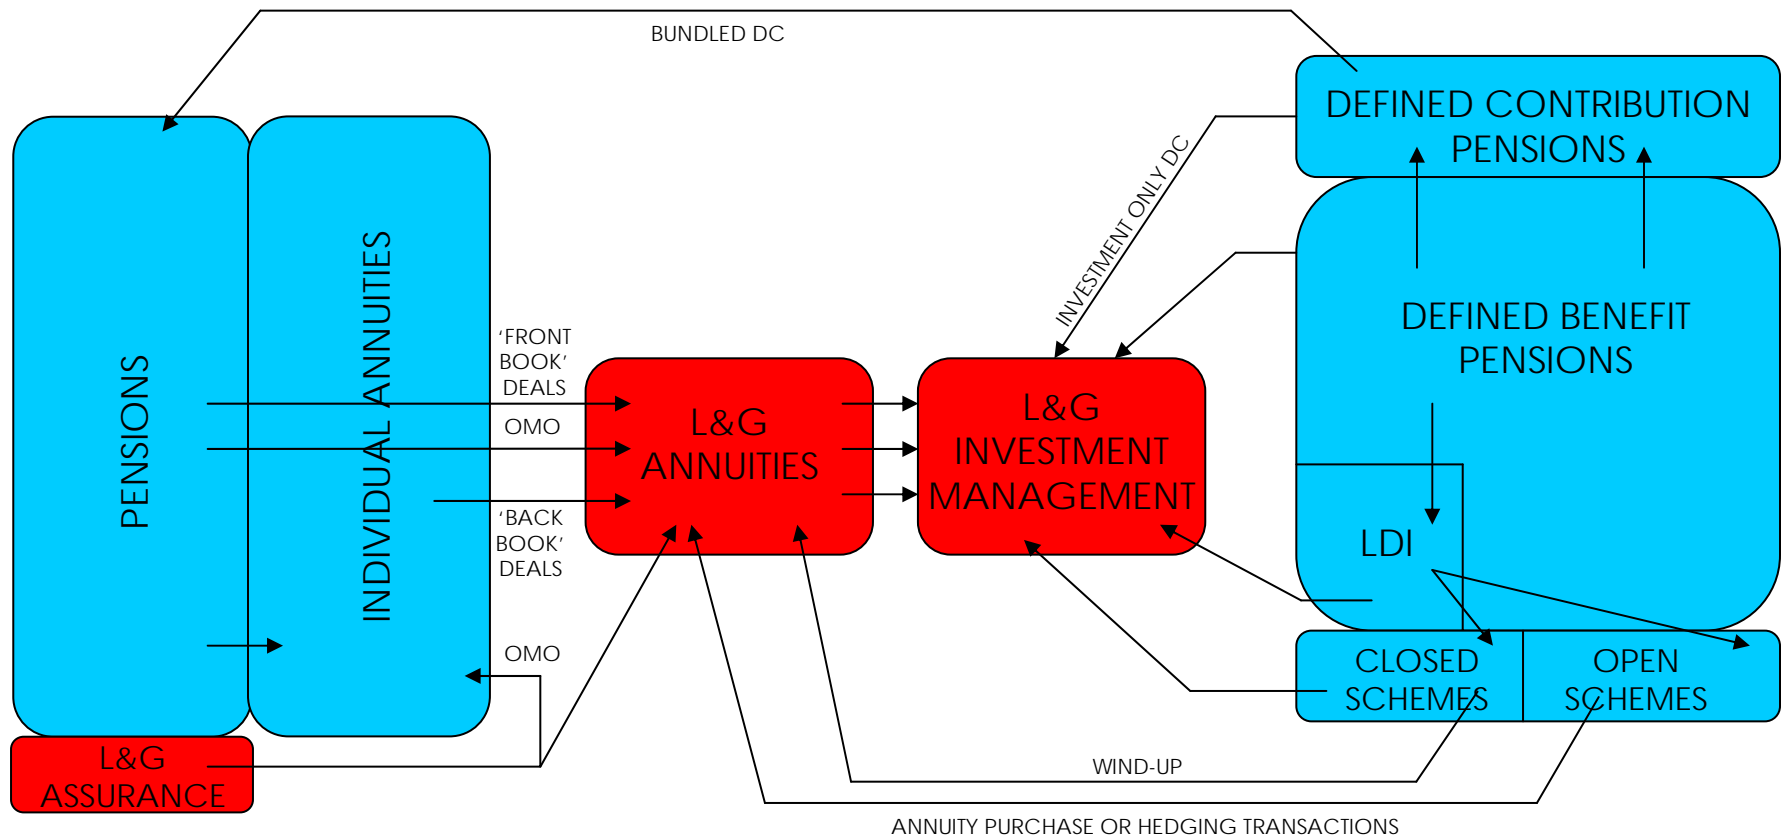 BUNDLED DC
DEFINED CONTRIBUTION
PENSIONS
INVESTMENT ONLY DC
DEFINED BENEFIT
PENSIONS
PENSIONS
INDIVIDUAL ANNUITIES
‘FRONT
BOOK’
DEALS
OMO
‘BACK
BOOK’
DEALS
OMO
L&G
ANNUITIES
L&G
INVESTMENT
MANAGEMENT
LDI
CLOSED
SCHEMES
OPEN
SCHEMES
L&G
ASSURANCE
WIND-UP
ANNUITY PURCHASE OR HEDGING TRANSACTIONS